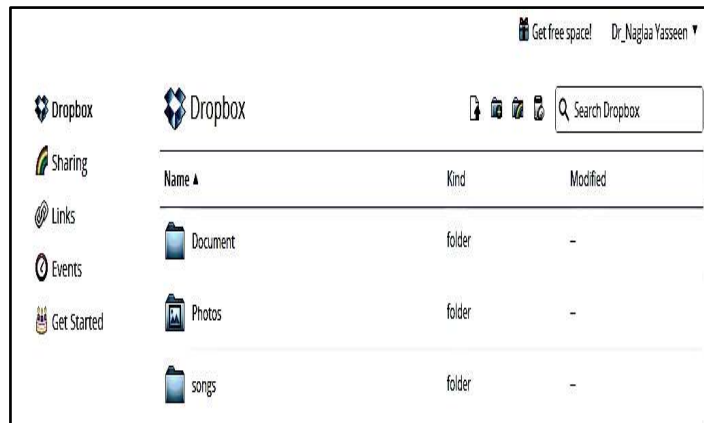 Get free space! Dr_Naglaa Yasseen ▼
Dropbox
Sharing
Links
Events
Get Started
Dropbox
Search Dropbox
Name ▲ Kind Modified
Document folder –
Photos folder –
songs folder –